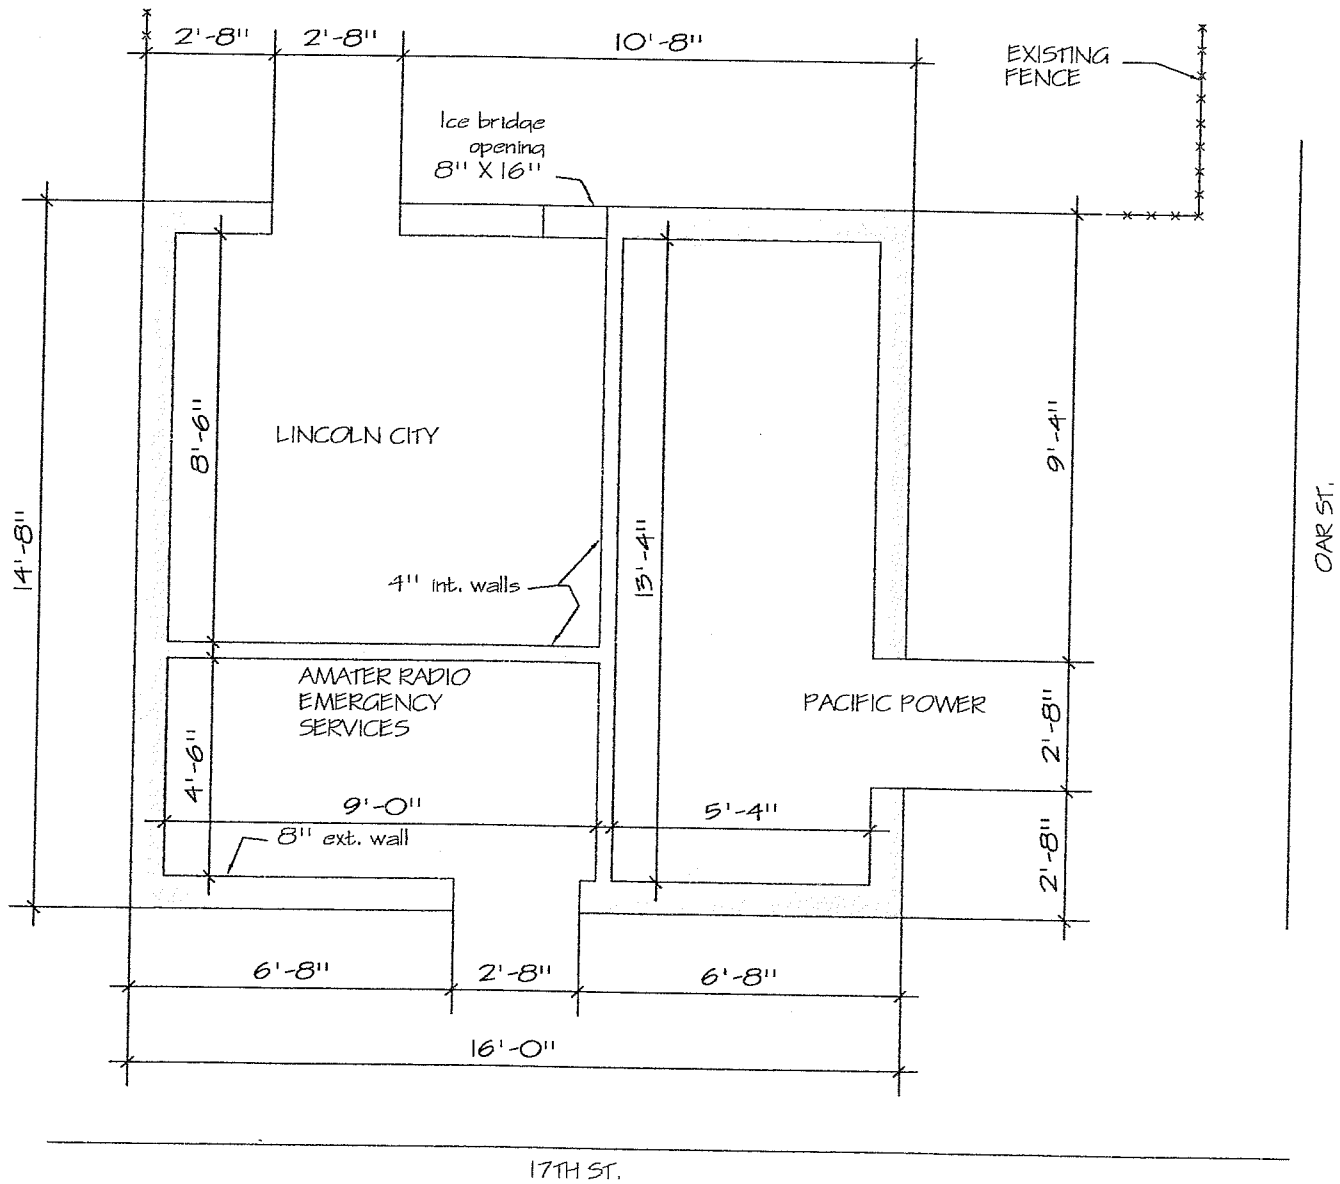 2'-8"
2'-8"
10'-8"
EXISTING
FENCE
Ice bridge
opening
8" X 16"
8'-6"
LINCOLN CITY
9'-4"
14'-8"
13'-4"
OAR ST.
4" int. walls
AMATER RADIO
EMERGENCY
SERVICES
PACIFIC POWER
2'-8"
4'-6"
9'-0"
5'-4"
8" ext. wall
2'-8"
6'-8"
2'-8"
6'-8"
16'-0"
17TH ST.